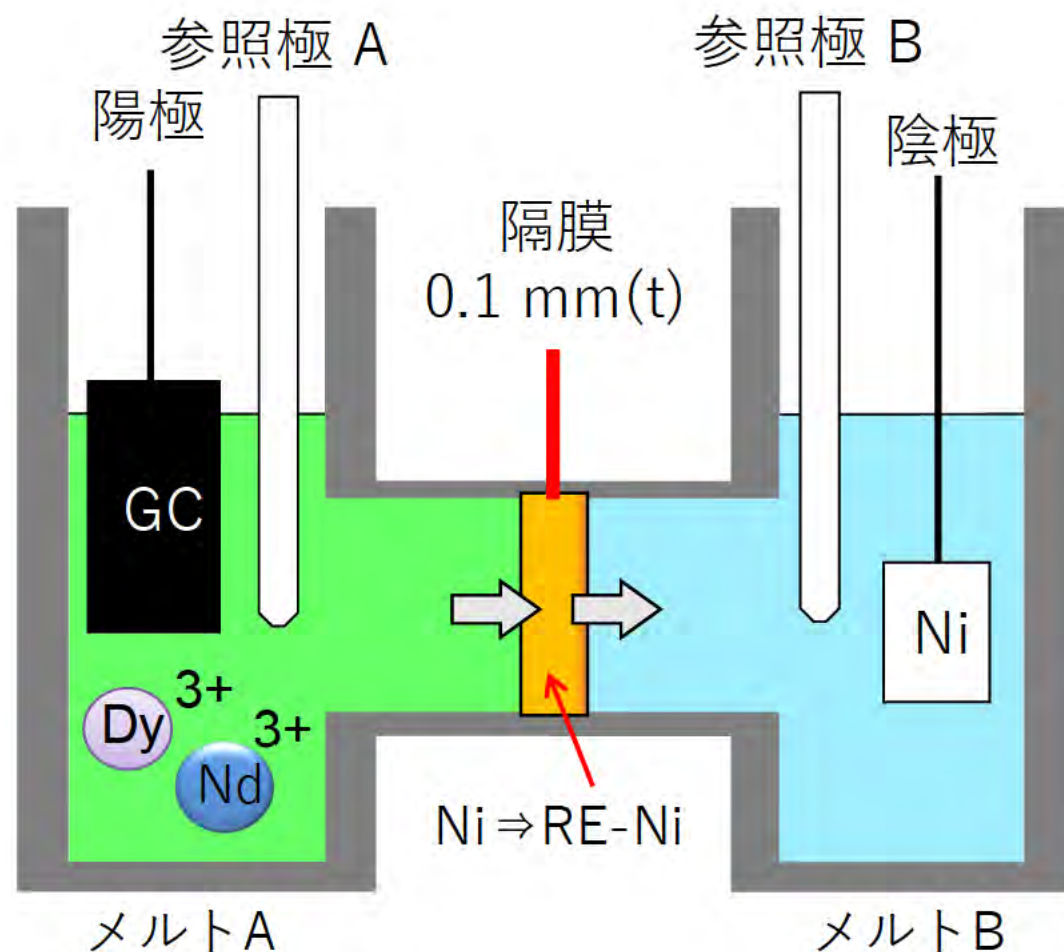 参照極 A
参照極 B
陽極
陰極
隔膜
0.1 mm(t)
GC
Ni
Dy
3+
Nd
3+
Ni⇒RE-Ni
メルトA
メルトB